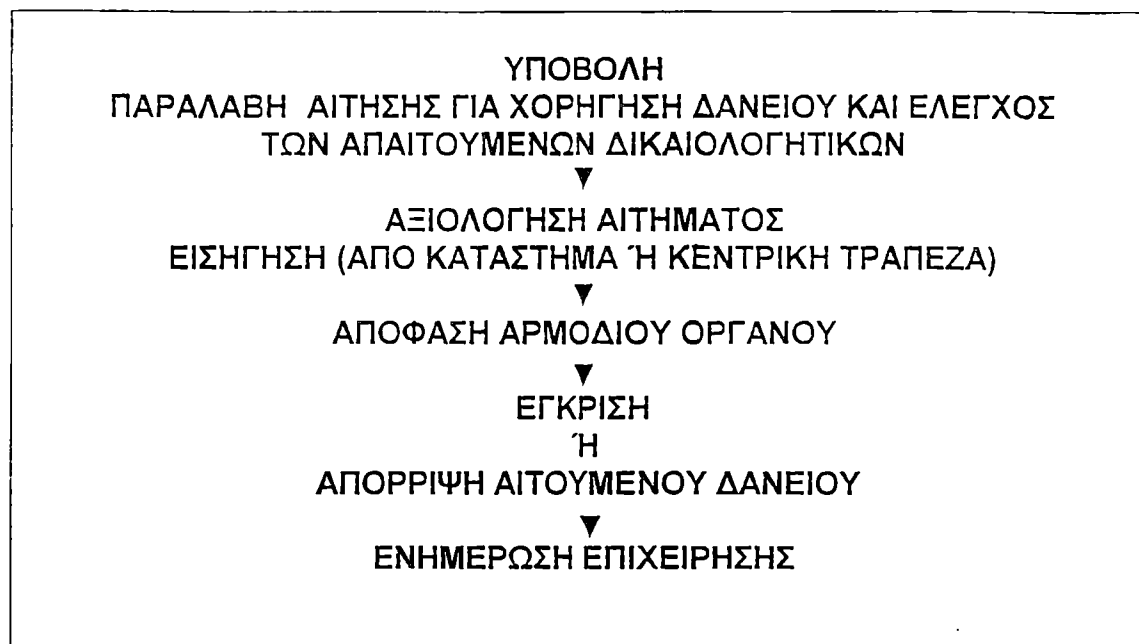 ΥΠΟΒΟΛΗ
ΠΑΡΑΛΑΒΗ ΑΙΤΗΣΗΣ ΓΙΑ ΧΟΡΗΓΗΣΗ ΔΑΝΕΙΟΥ ΚΑΙ ΕΛΕΓΧΟΣ
ΤΩΝ ΑΠΑΙΤΟΥΜΕΝΩΝ ΔΙΚΑΙΟΛΟΓΗΤΙΚΩΝ
ΑΞΙΟΛΟΓΗΣΗ ΑΙΤΗΜΑΤΟΣ
ΕΙΣΗΓΗΣΗ (ΑΠΟ ΚΑΤΑΣΤΗΜΑ Ή ΚΕΝΤΡΙΚΗ ΤΡΑΠΕΖΑ)
ΑΠΟΦΑΣΗ ΑΡΜΟΔΙΟΥ ΟΡΓΑΝΟΥ
ΕΓΚΡΙΣΗ
Ή
ΑΠΟΡΡΙΨΗ ΑΙΤΟΥΜΕΝΟΥ ΔΑΝΕΙΟΥ
ΕΝΗΜΕΡΩΣΗ ΕΠΙΧΕΙΡΗΣΗΣ